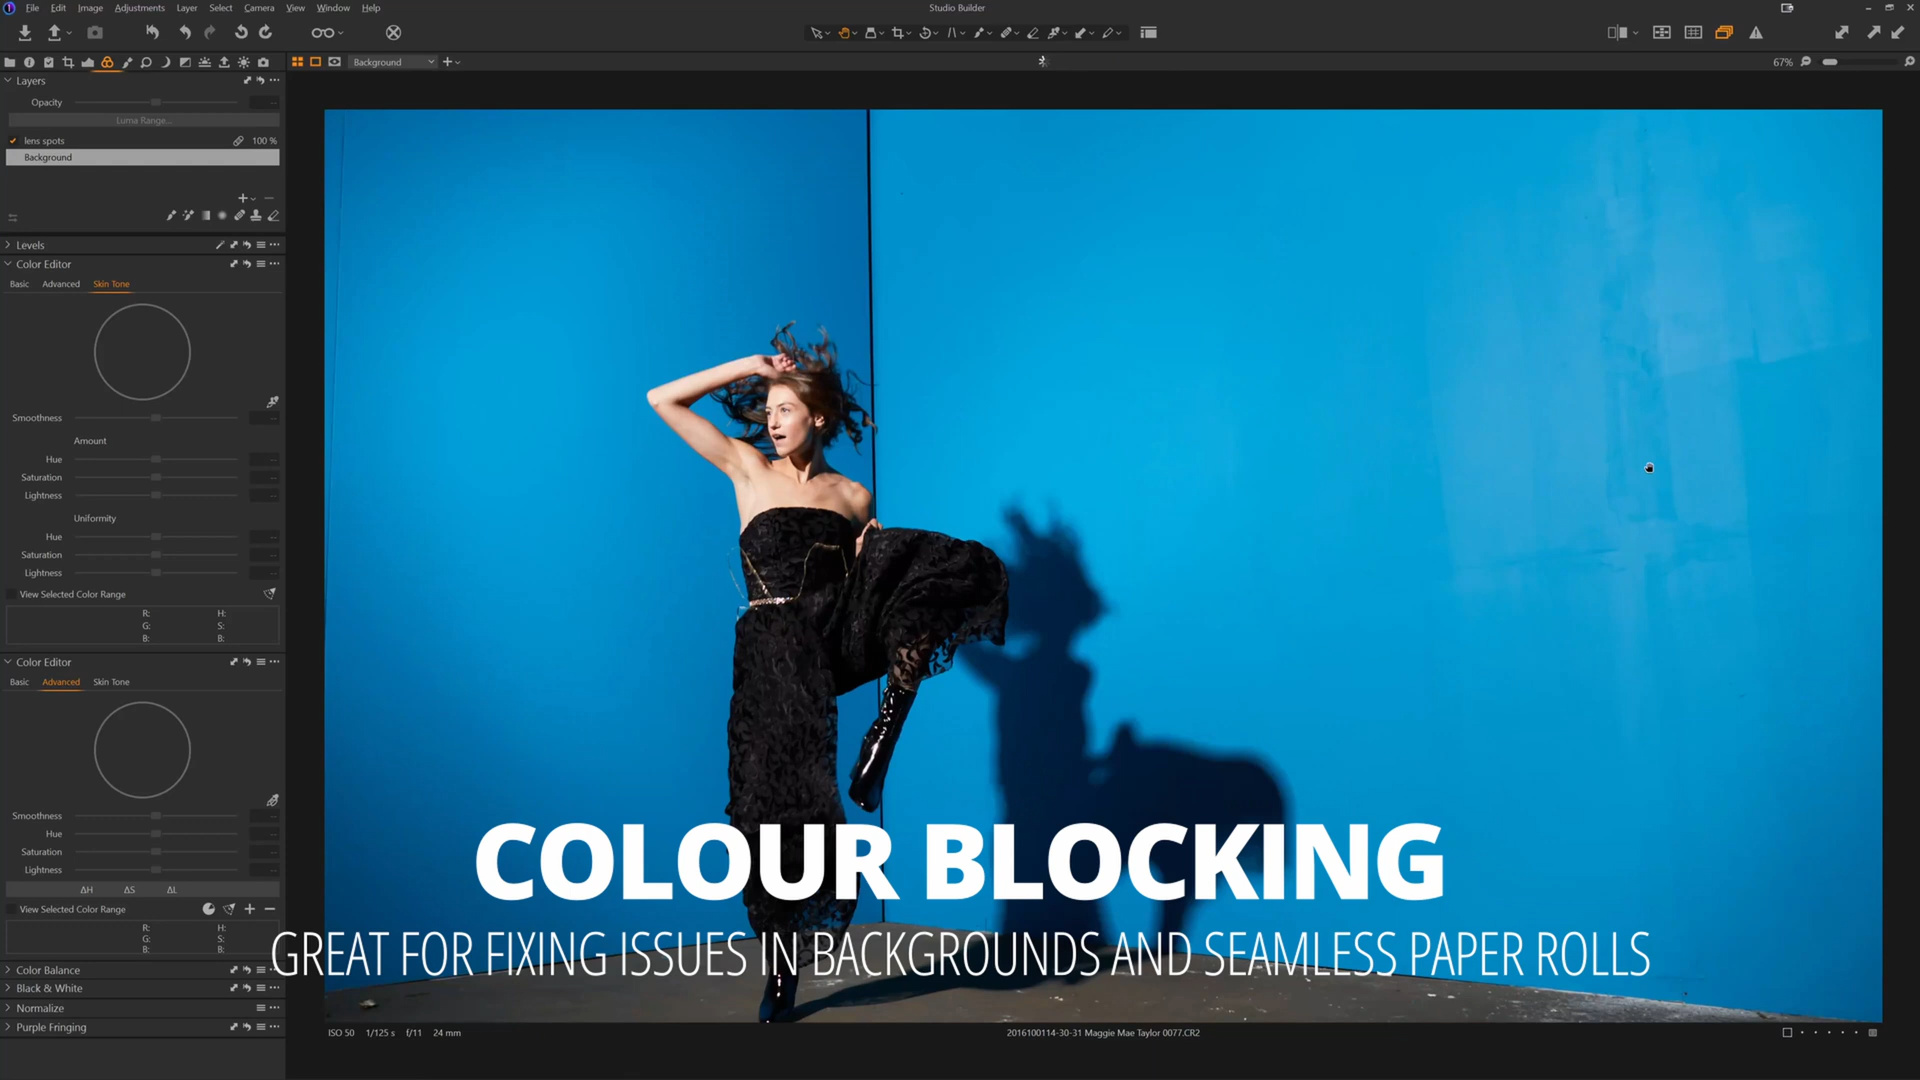 File Edit Image Adjustments Layer Select Camera View Window Help
Studio Builder
Background
67%
Layers
Opacity
Luma Range...
lens spots 100 %
Background
Levels
Color Editor
Basic Advanced Skin Tone
Smoothness
Amount
Hue
Saturation
Lightness
Uniformity
Hue
Saturation
Lightness
View Selected Color Range
R: H:
G: S:
B: B:
Color Editor
Basic Advanced Skin Tone
Smoothness
Hue
Saturation
Lightness
ΔH ΔS ΔL
View Selected Color Range
R: H:
G: S:
B: B:
Color Balance
Black & White
Normalize
Purple Fringing
COLOUR BLOCKING
GREAT FOR FIXING ISSUES IN BACKGROUNDS AND SEAMLESS PAPER ROLLS
ISO 50 1/125 s f/11 24 mm
2016100114-30-31 Maggie Mae Taylor 0077.CR2